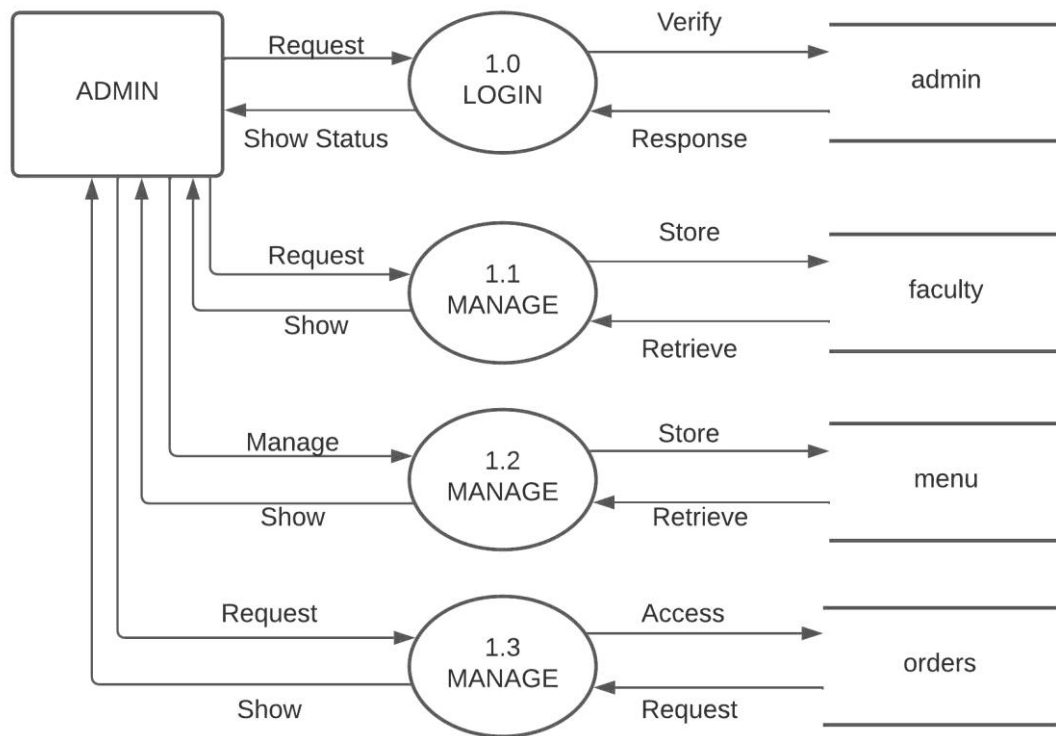 ADMIN
Request
Show Status
1.0
LOGIN
Verify
Response
admin
Request
Show
1.1
MANAGE
Store
Retrieve
faculty
Manage
Show
1.2
MANAGE
Store
Retrieve
menu
Request
Show
1.3
MANAGE
Access
Request
orders